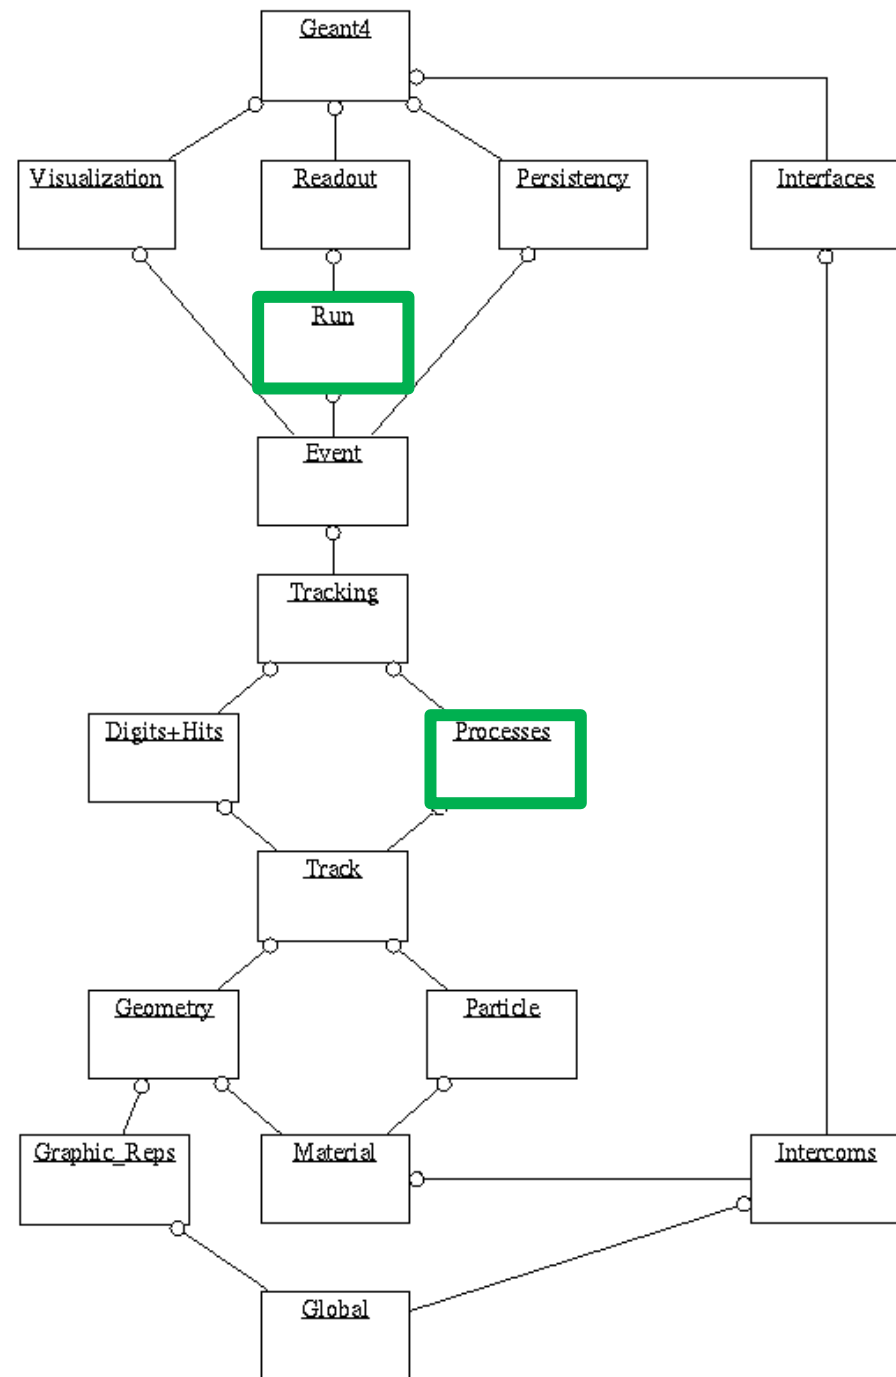 Geant4
Visualization
Readout
Persistency
Interfaces
Run
Event
Tracking
Digits+Hits
Processes
Track
Geometry
Particle
Graphic_Reps
Material
Intercoms
Global